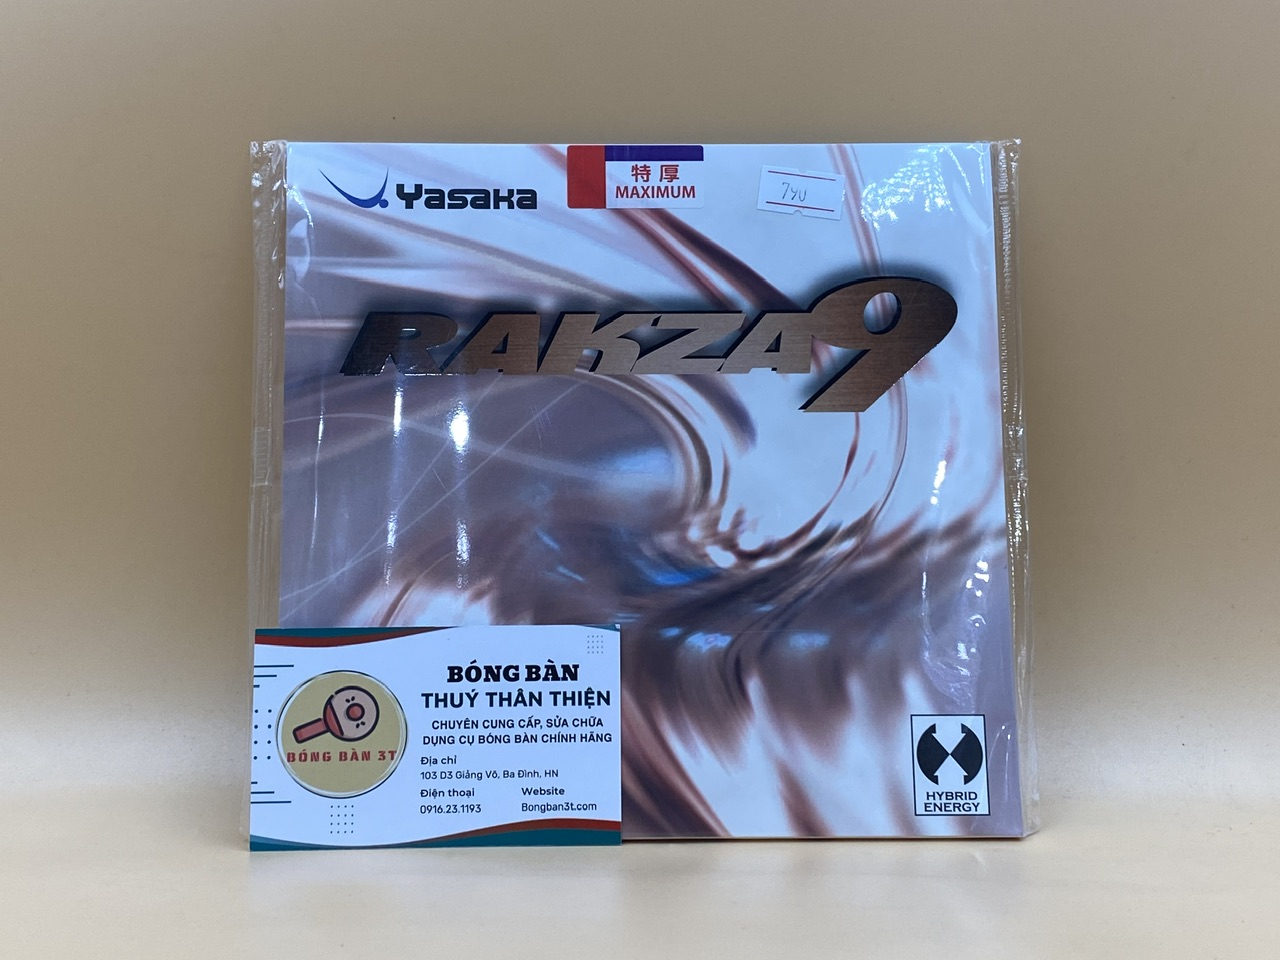 Yasaka
特厚
MAXIMUM
790
RAKZA9
BÓNG BÀN
THUÝ THÂN THIỆN
CHUYÊN CUNG CẤP, SỬA CHỮA
DỤNG CỤ BÓNG BÀN CHÍNH HÃNG
BÓNG BÀN 3T
Địa chỉ
103 D3 Giảng Võ, Ba Đình, HN
Điện thoại
Website
0916.23.1193
Bongban3t.com
HYBRID
ENERGY